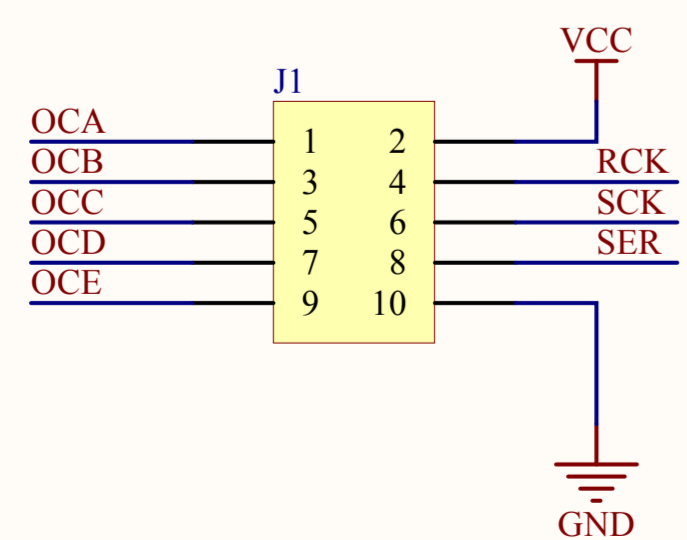 VCC
J1
OCA
1 2
OCB
RCK
3 4
OCC
SCK
5 6
OCD
SER
7 8
OCE
9 10
GND